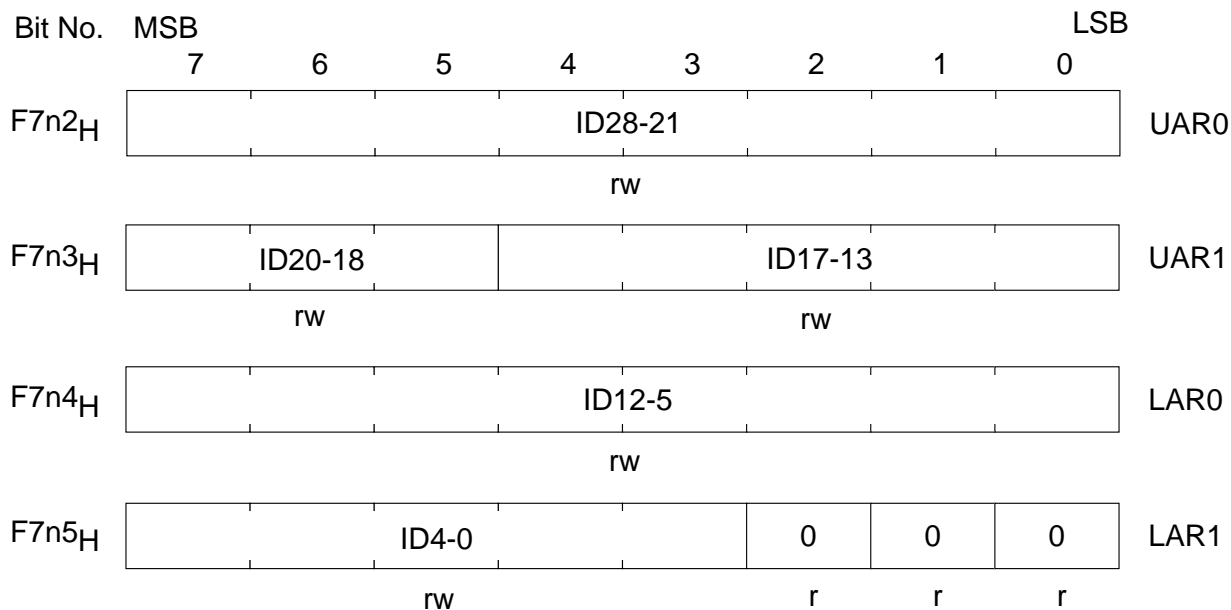 Bit No. MSB LSB
7 6 5 4 3 2 1 0
F7n2H ID28-21 UAR0
rw
F7n3H ID20-18 ID17-13 UAR1
rw rw
F7n4H ID12-5 LAR0
rw
F7n5H ID4-0 0 0 0 LAR1
rw r r r